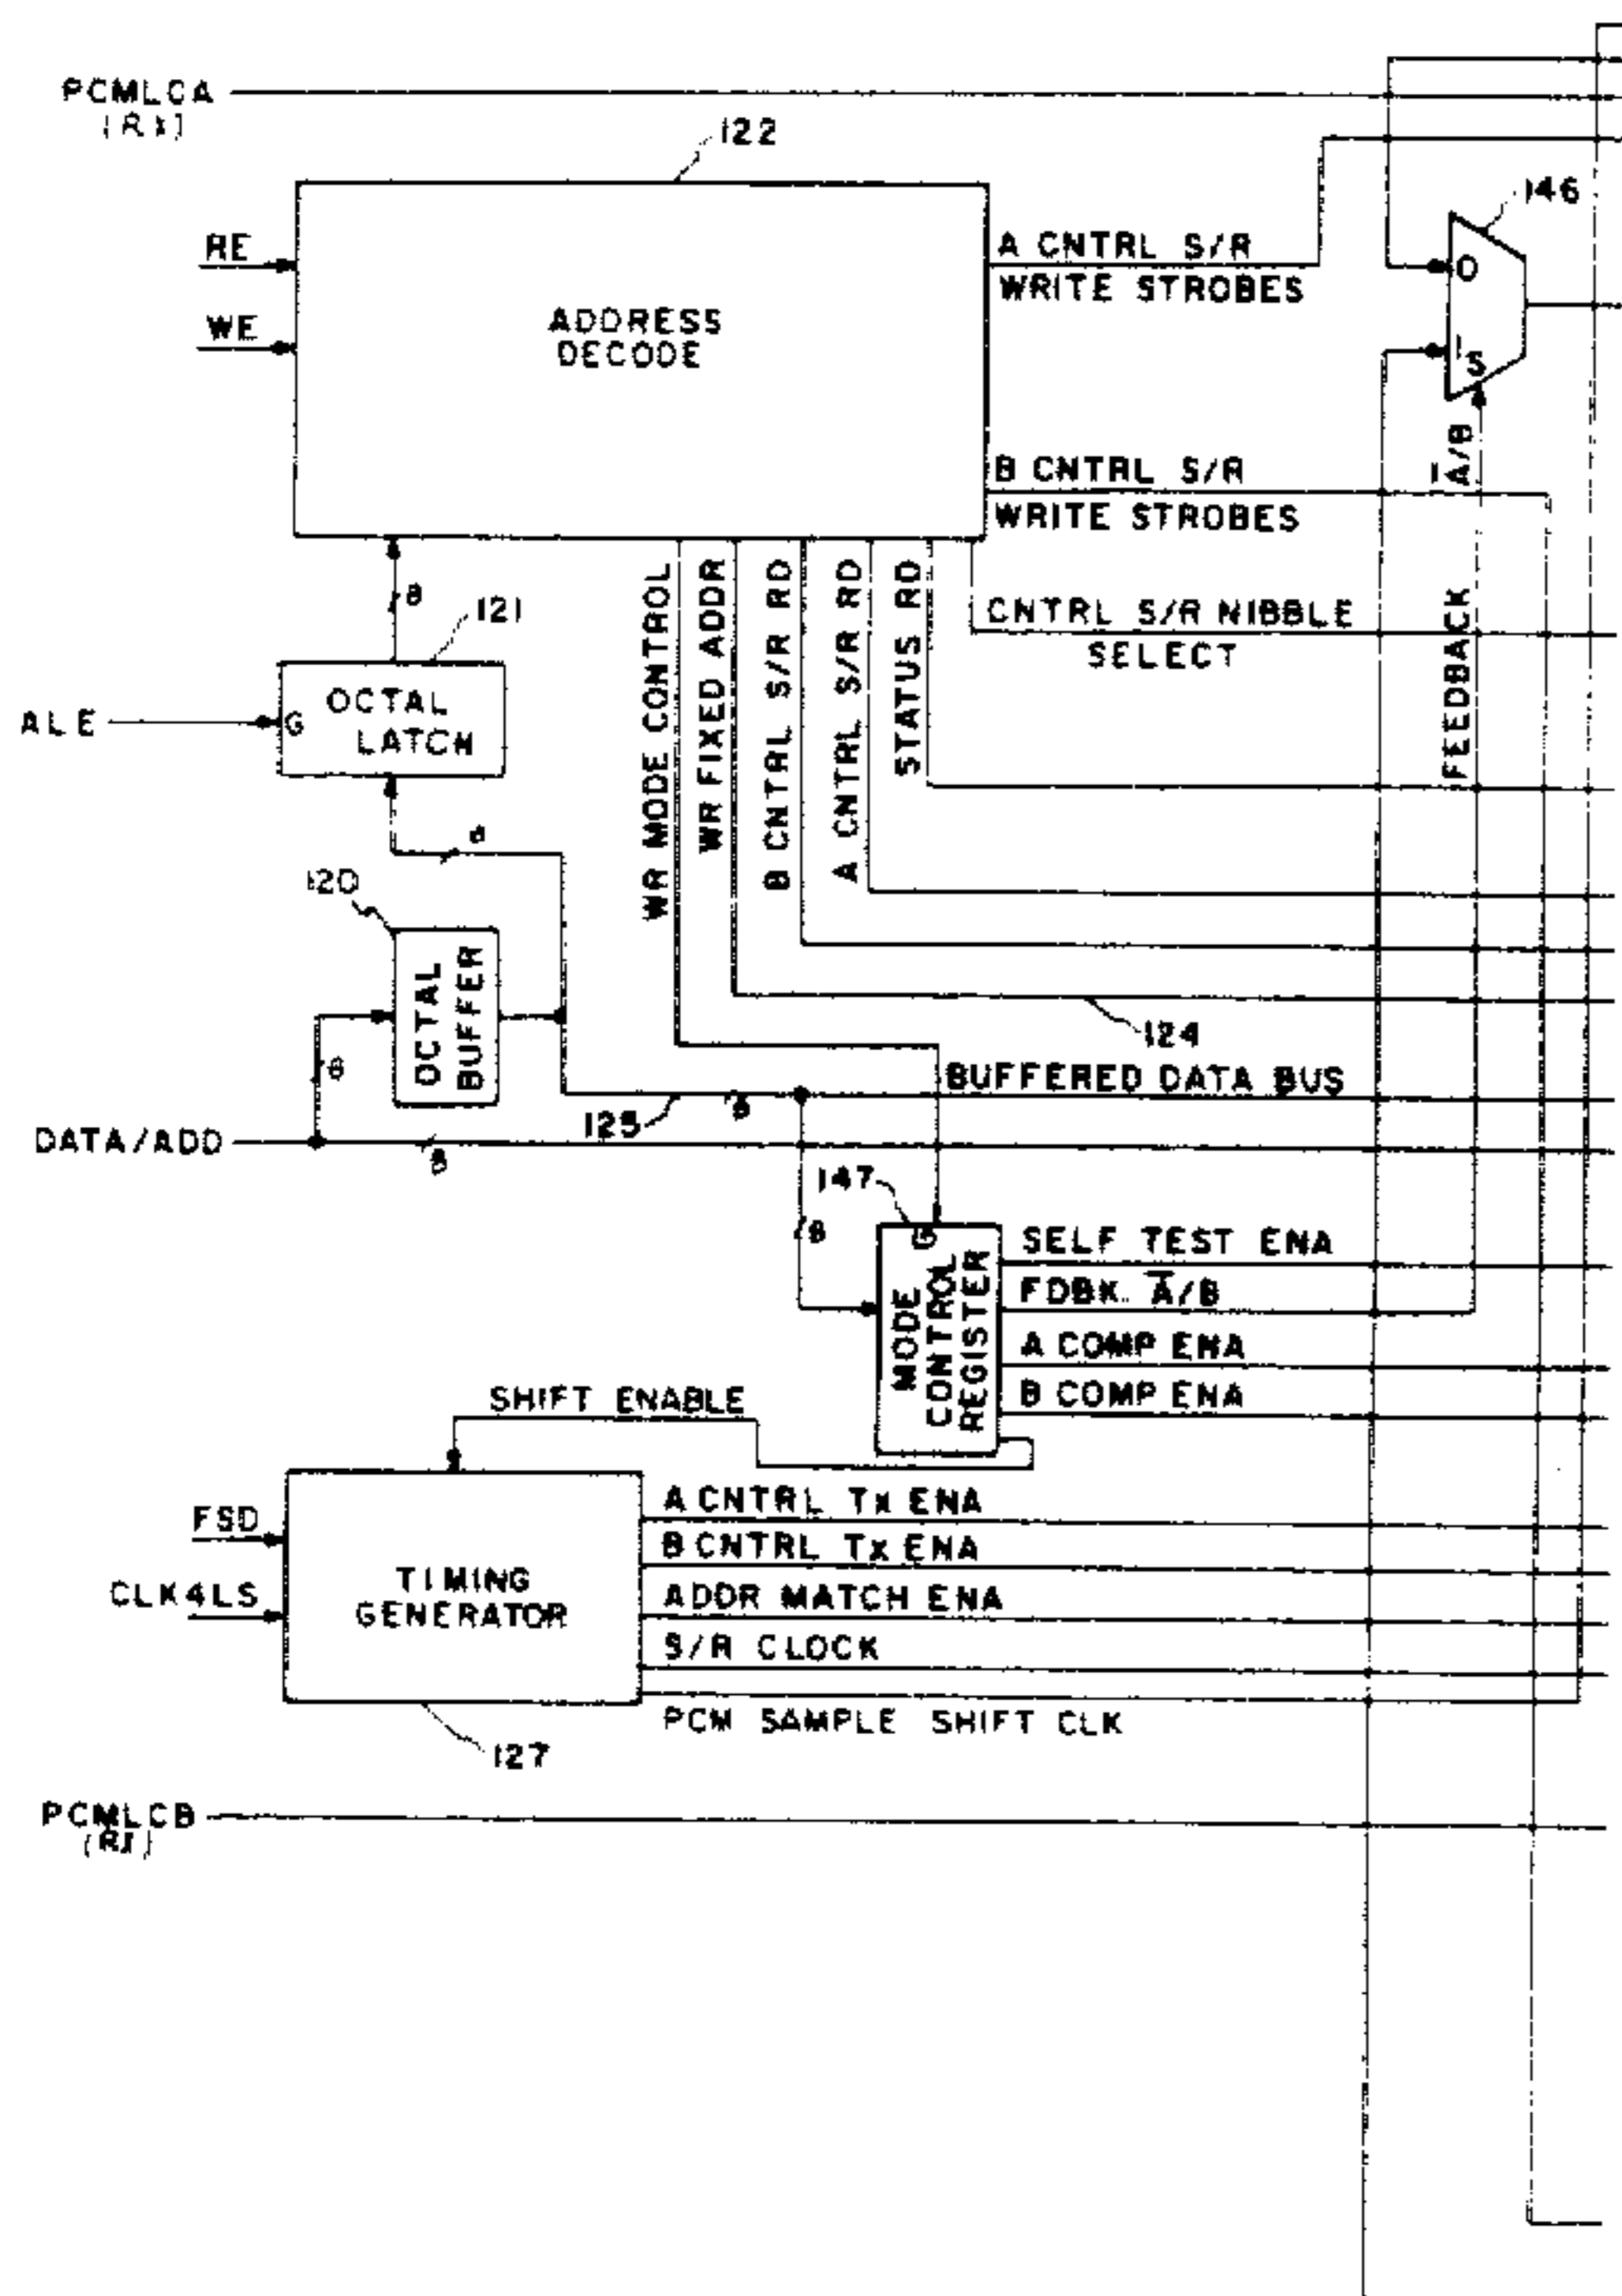 PCMLCA
(RX)
122
146
RE
A CNTRL S/R
WRITE STROBES
0
WE
ADDRESS
DECODE
1
S
A̅/B
FEEDBACK
B CNTRL S/R
WRITE STROBES
WR MODE CONTROL
WR FIXED ADDR
B CNTRL S/R RD
A CNTRL S/R RD
STATUS RD
CNTRL S/R NIBBLE
SELECT
8
121
ALE
G
OCTAL
LATCH
8
120
OCTAL
BUFFER
8
124
BUFFERED DATA BUS
125
8
DATA/ADD
8
147
8
G
MODE
CONTROL
REGISTER
SELF TEST ENA
FDBK A̅/B
A COMP ENA
B COMP ENA
SHIFT ENABLE
FSD
CLK4LS
TIMING
GENERATOR
A CNTRL Tx ENA
B CNTRL Tx ENA
ADDR MATCH ENA
S/R CLOCK
PCM SAMPLE SHIFT CLK
127
PCMLCB
(RX)